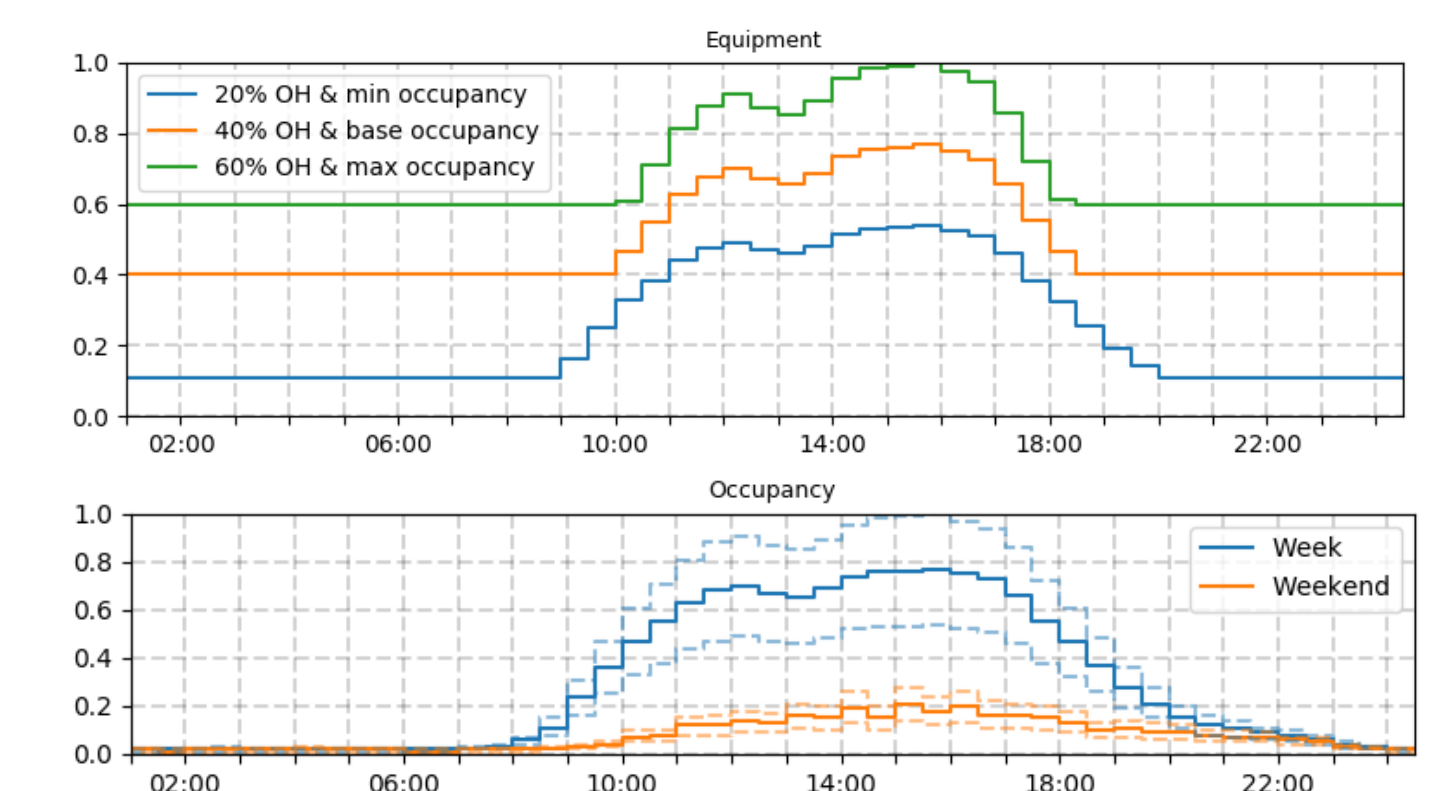 Equipment
1.0
0.8
0.6
0.4
0.2
0.0
20% OH & min occupancy
40% OH & base occupancy
60% OH & max occupancy
02:00 06:00 10:00 14:00 18:00 22:00
Occupancy
1.0
0.8
0.6
0.4
0.2
0.0
Week
Weekend
02:00 06:00 10:00 14:00 18:00 22:00